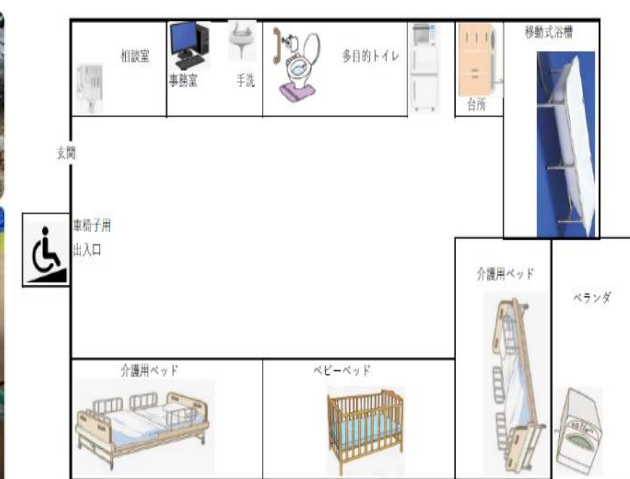 相談室
事務室
手洗
多目的トイレ
台所
移動式浴槽
玄関
車椅子用
出入口
介護用ベッド
ベランダ
介護用ベッド
ベビーベッド